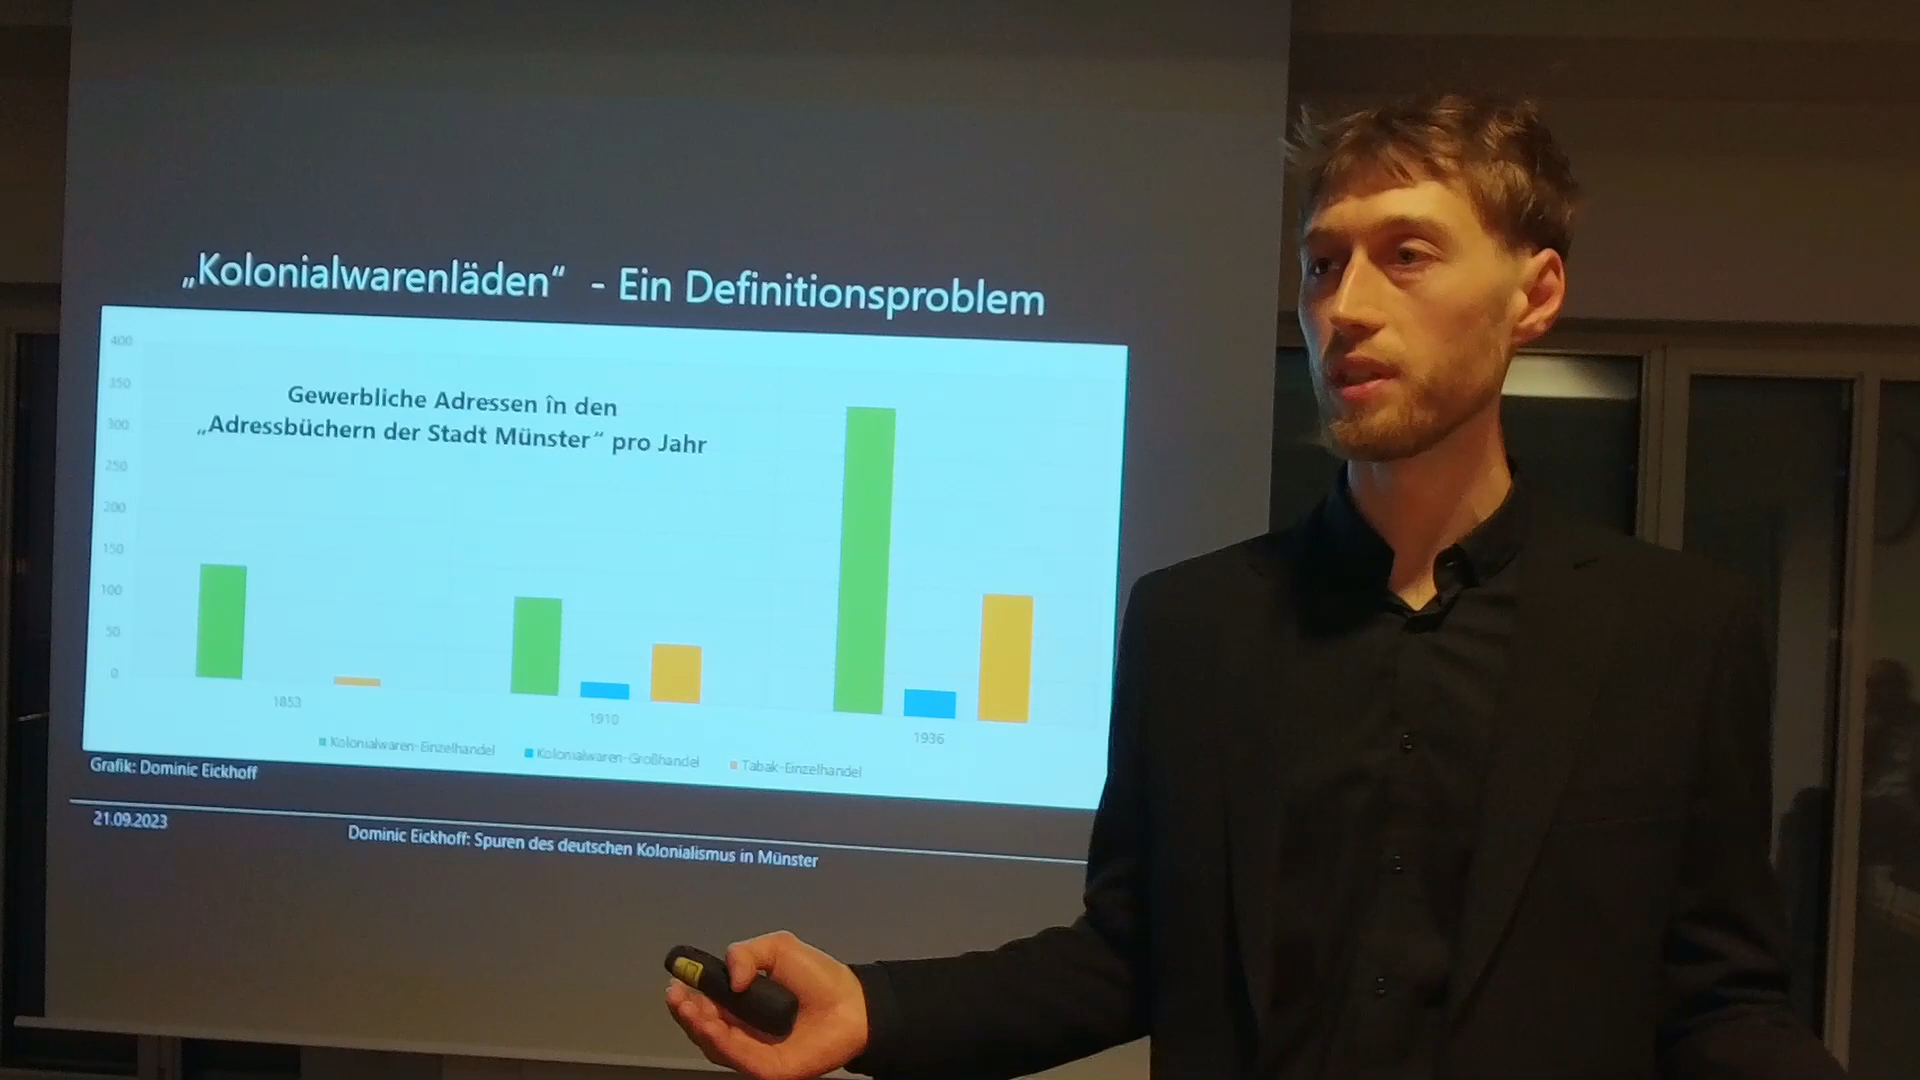 „Kolonialwarenläden“ - Ein Definitionsproblem
400
350
300
250
200
150
100
50
0
Gewerbliche Adressen in den
„Adressbüchern der Stadt Münster“ pro Jahr
1853
1910
1936
Kolonialwaren-Einzelhandel
Kolonialwaren-Großhandel
Tabak-Einzelhandel
Grafik: Dominic Eickhoff
21.09.2023
Dominic Eickhoff: Spuren des deutschen Kolonialismus in Münster